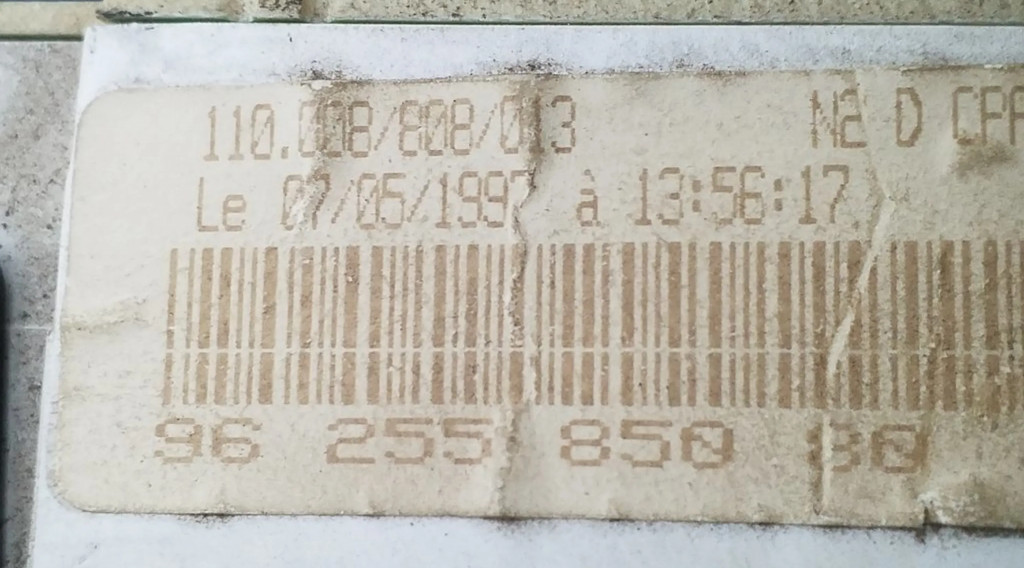 110.008/808/013 N2 D CPA
Le 07/05/1997 à 13:56:17
96 255 850 80